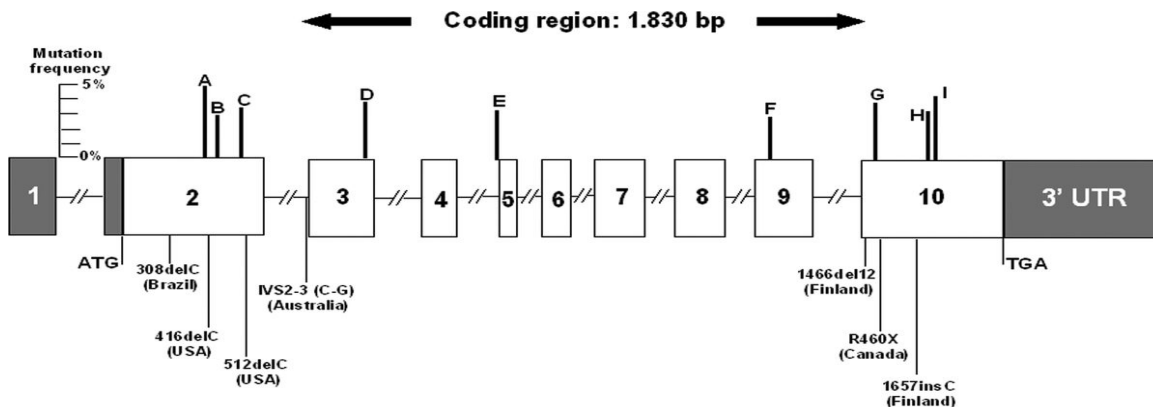 Coding region: 1.830 bp
Mutation
frequency
5%
0%
A
B
C
D
E
F
G
H
I
1
2
3
4
5
6
7
8
9
10
3' UTR
ATG
TGA
308delC
(Brazil)
416delC
(USA)
512delC
(USA)
IVS2-3 (C-G)
(Australia)
1466del12
(Finland)
R460X
(Canada)
1657ins C
(Finland)